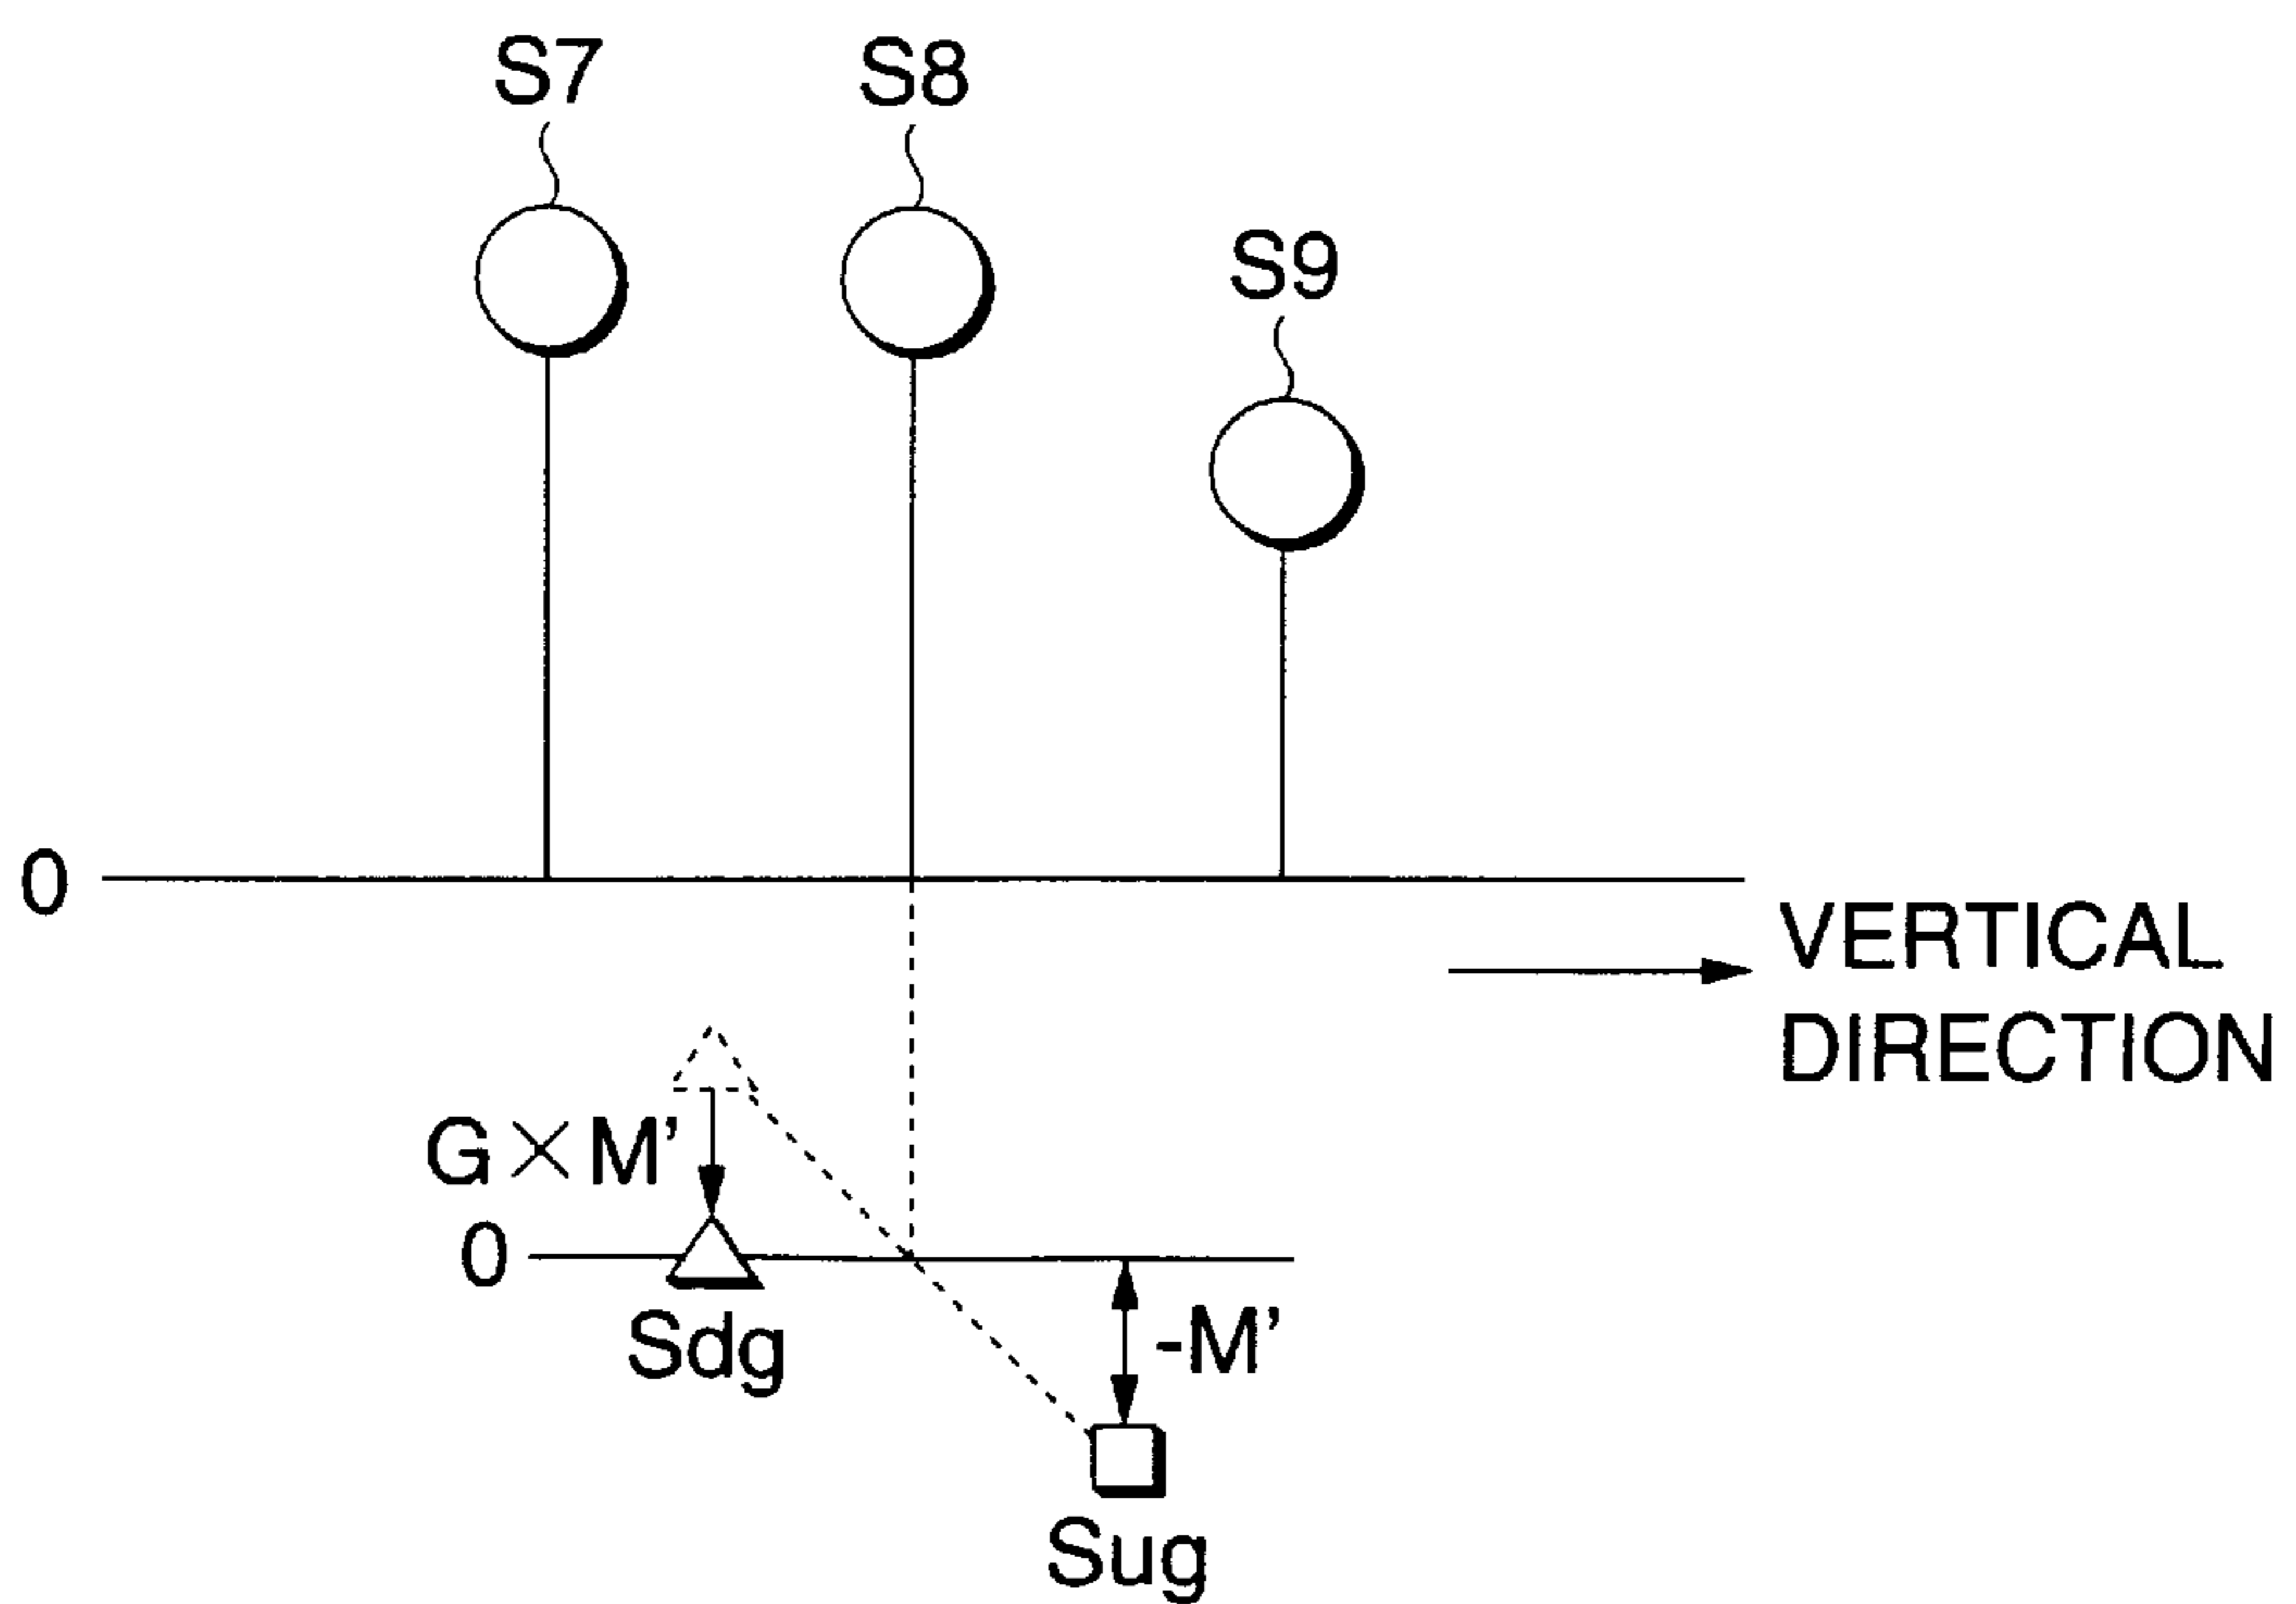 S7
S8
S9
0
VERTICAL
DIRECTION
G×M'
0
Sdg
-M'
Sug